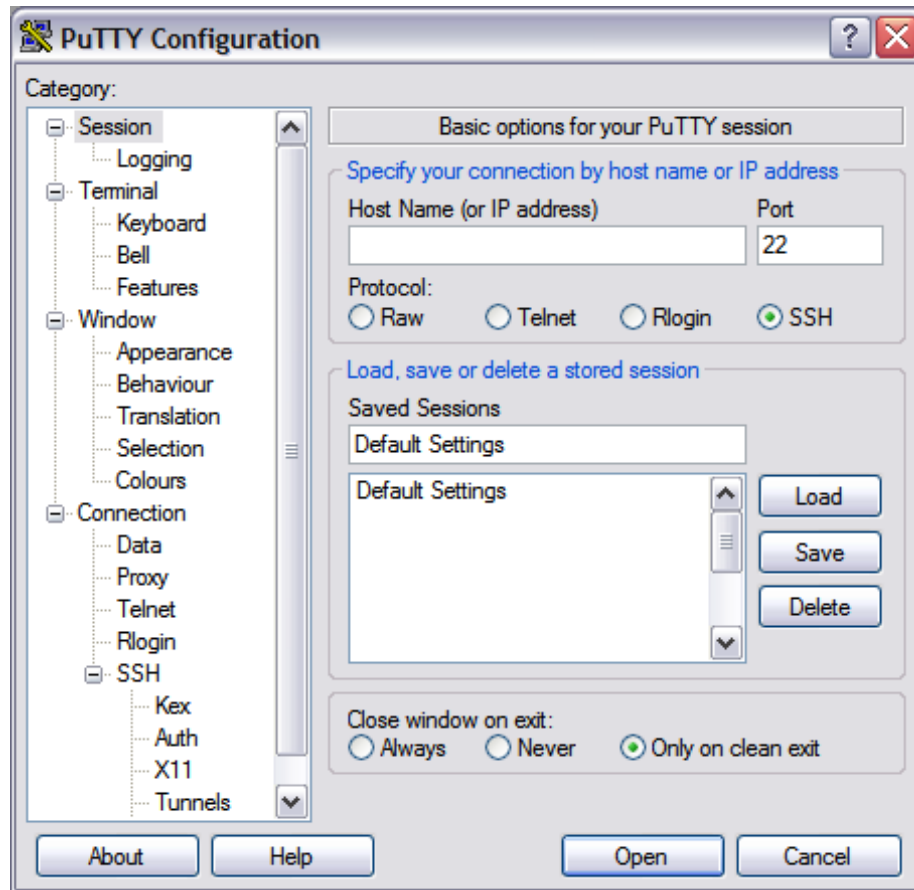 PuTTY Configuration
?
Category:
Session
Logging
Terminal
Keyboard
Bell
Features
Window
Appearance
Behaviour
Translation
Selection
Colours
Connection
Data
Proxy
Telnet
Rlogin
SSH
Kex
Auth
X11
Tunnels
Basic options for your PuTTY session
Specify your connection by host name or IP address
Host Name (or IP address) Port
22
Protocol:
Raw Telnet Rlogin SSH
Load, save or delete a stored session
Saved Sessions
Default Settings
Default Settings
Load
Save
Delete
Close window on exit:
Always Never Only on clean exit
About Help Open Cancel